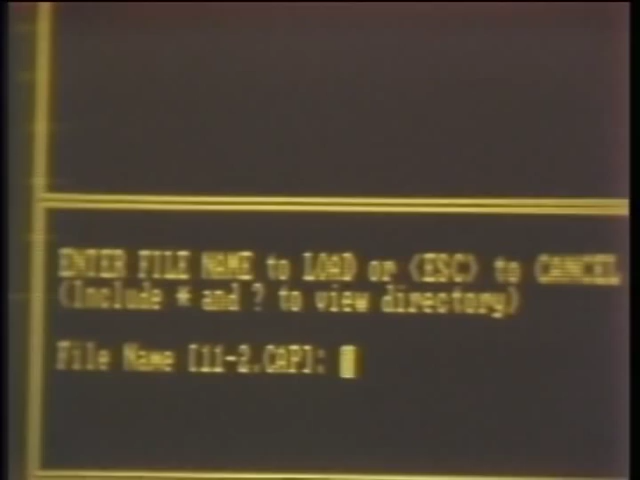 ENTER FILE NAME to LOAD or <ESC> to CANCEL
(Include * and ? to view directory)
File Name [11-2.CAP]: